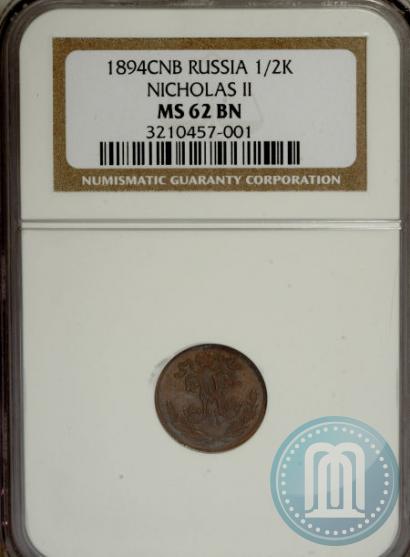 1894CNB RUSSIA 1/2K
NICHOLAS II
MS 62 BN
3210457-001
NUMISMATIC GUARANTY CORPORATION